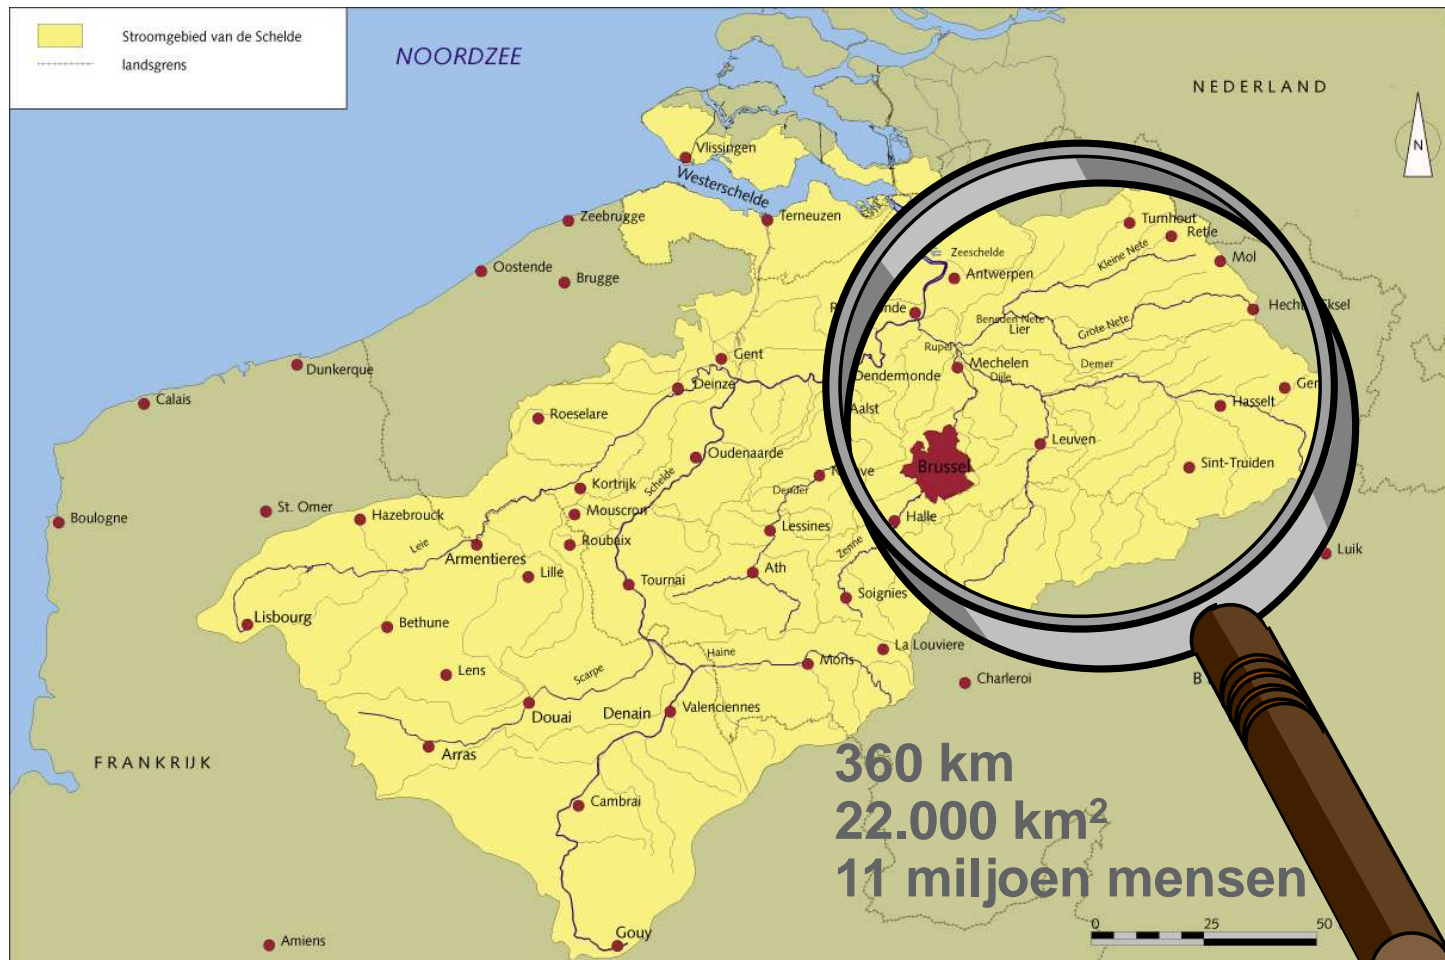 Stroomgebied van de Schelde
landsgrens
NOORDZEE
NEDERLAND
N
Vlissingen
Westerschelde
Zeebrugge
Terneuzen
Turnhout
Retie
Oostende
Brugge
Zeeschelde
Antwerpen
Kleine Nete
Mol
Beneden Nete
Lier
Grote Nete
Rupel
Gent
Mechelen
Dijle
Demer
Dunkerque
Calais
Deinze
Dendermonde
Aalst
Hasselt
Roeselare
Leuven
Oudenaarde
Schelde
Brussel
Sint-Truiden
Kortrijk
Dender
Mouscron
St. Omer
Hazebrouck
Boulogne
Lessines
Halle
Leie
Armentieres
Roubaix
Zenne
Luik
Lille
Tournai
Ath
Soignies
Lisbourg
Bethune
Haine
Mons
La Louviere
Lens
Scarpe
Charleroi
Douai
Denain
Valenciennes
Arras
FRANKRIJK
360 km
22.000 km²
11 miljoen mensen
Cambrai
0 25 50
Gouy
Amiens